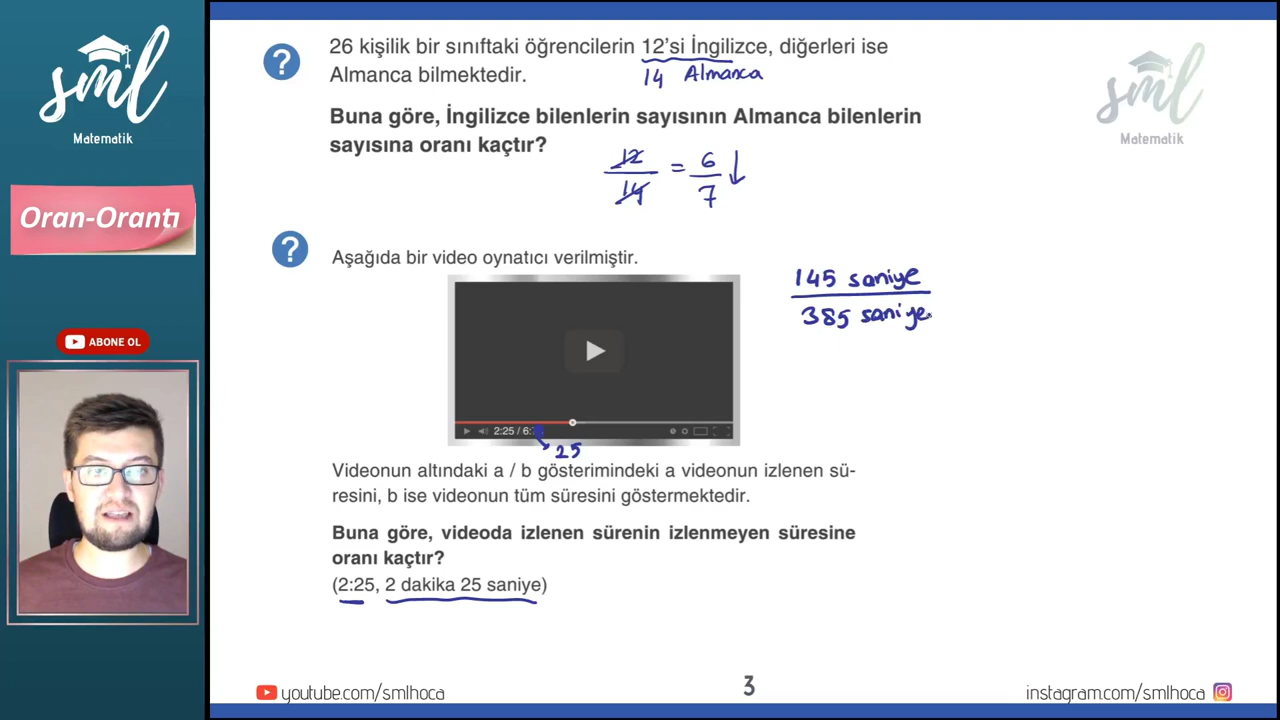 sml
Matematik
Oran-Orantı
ABONE OL
? 26 kişilik bir sınıftaki öğrencilerin 12'si İngilizce, diğerleri ise
Almanca bilmektedir.
14 Almanca
Buna göre, İngilizce bilenlerin sayısının Almanca bilenlerin
sayısına oranı kaçtır?
12/14 = 6/7 ↓
sml
Matematik
? Aşağıda bir video oynatıcı verilmiştir.
145 saniye
385 saniye
2:25 / 6:
25
Videonun altındaki a / b gösterimindeki a videonun izlenen sü-
resini, b ise videonun tüm süresini göstermektedir.
Buna göre, videoda izlenen sürenin izlenmeyen süresine
oranı kaçtır?
(2:25, 2 dakika 25 saniye)
youtube.com/smlhoca
3
instagram.com/smlhoca